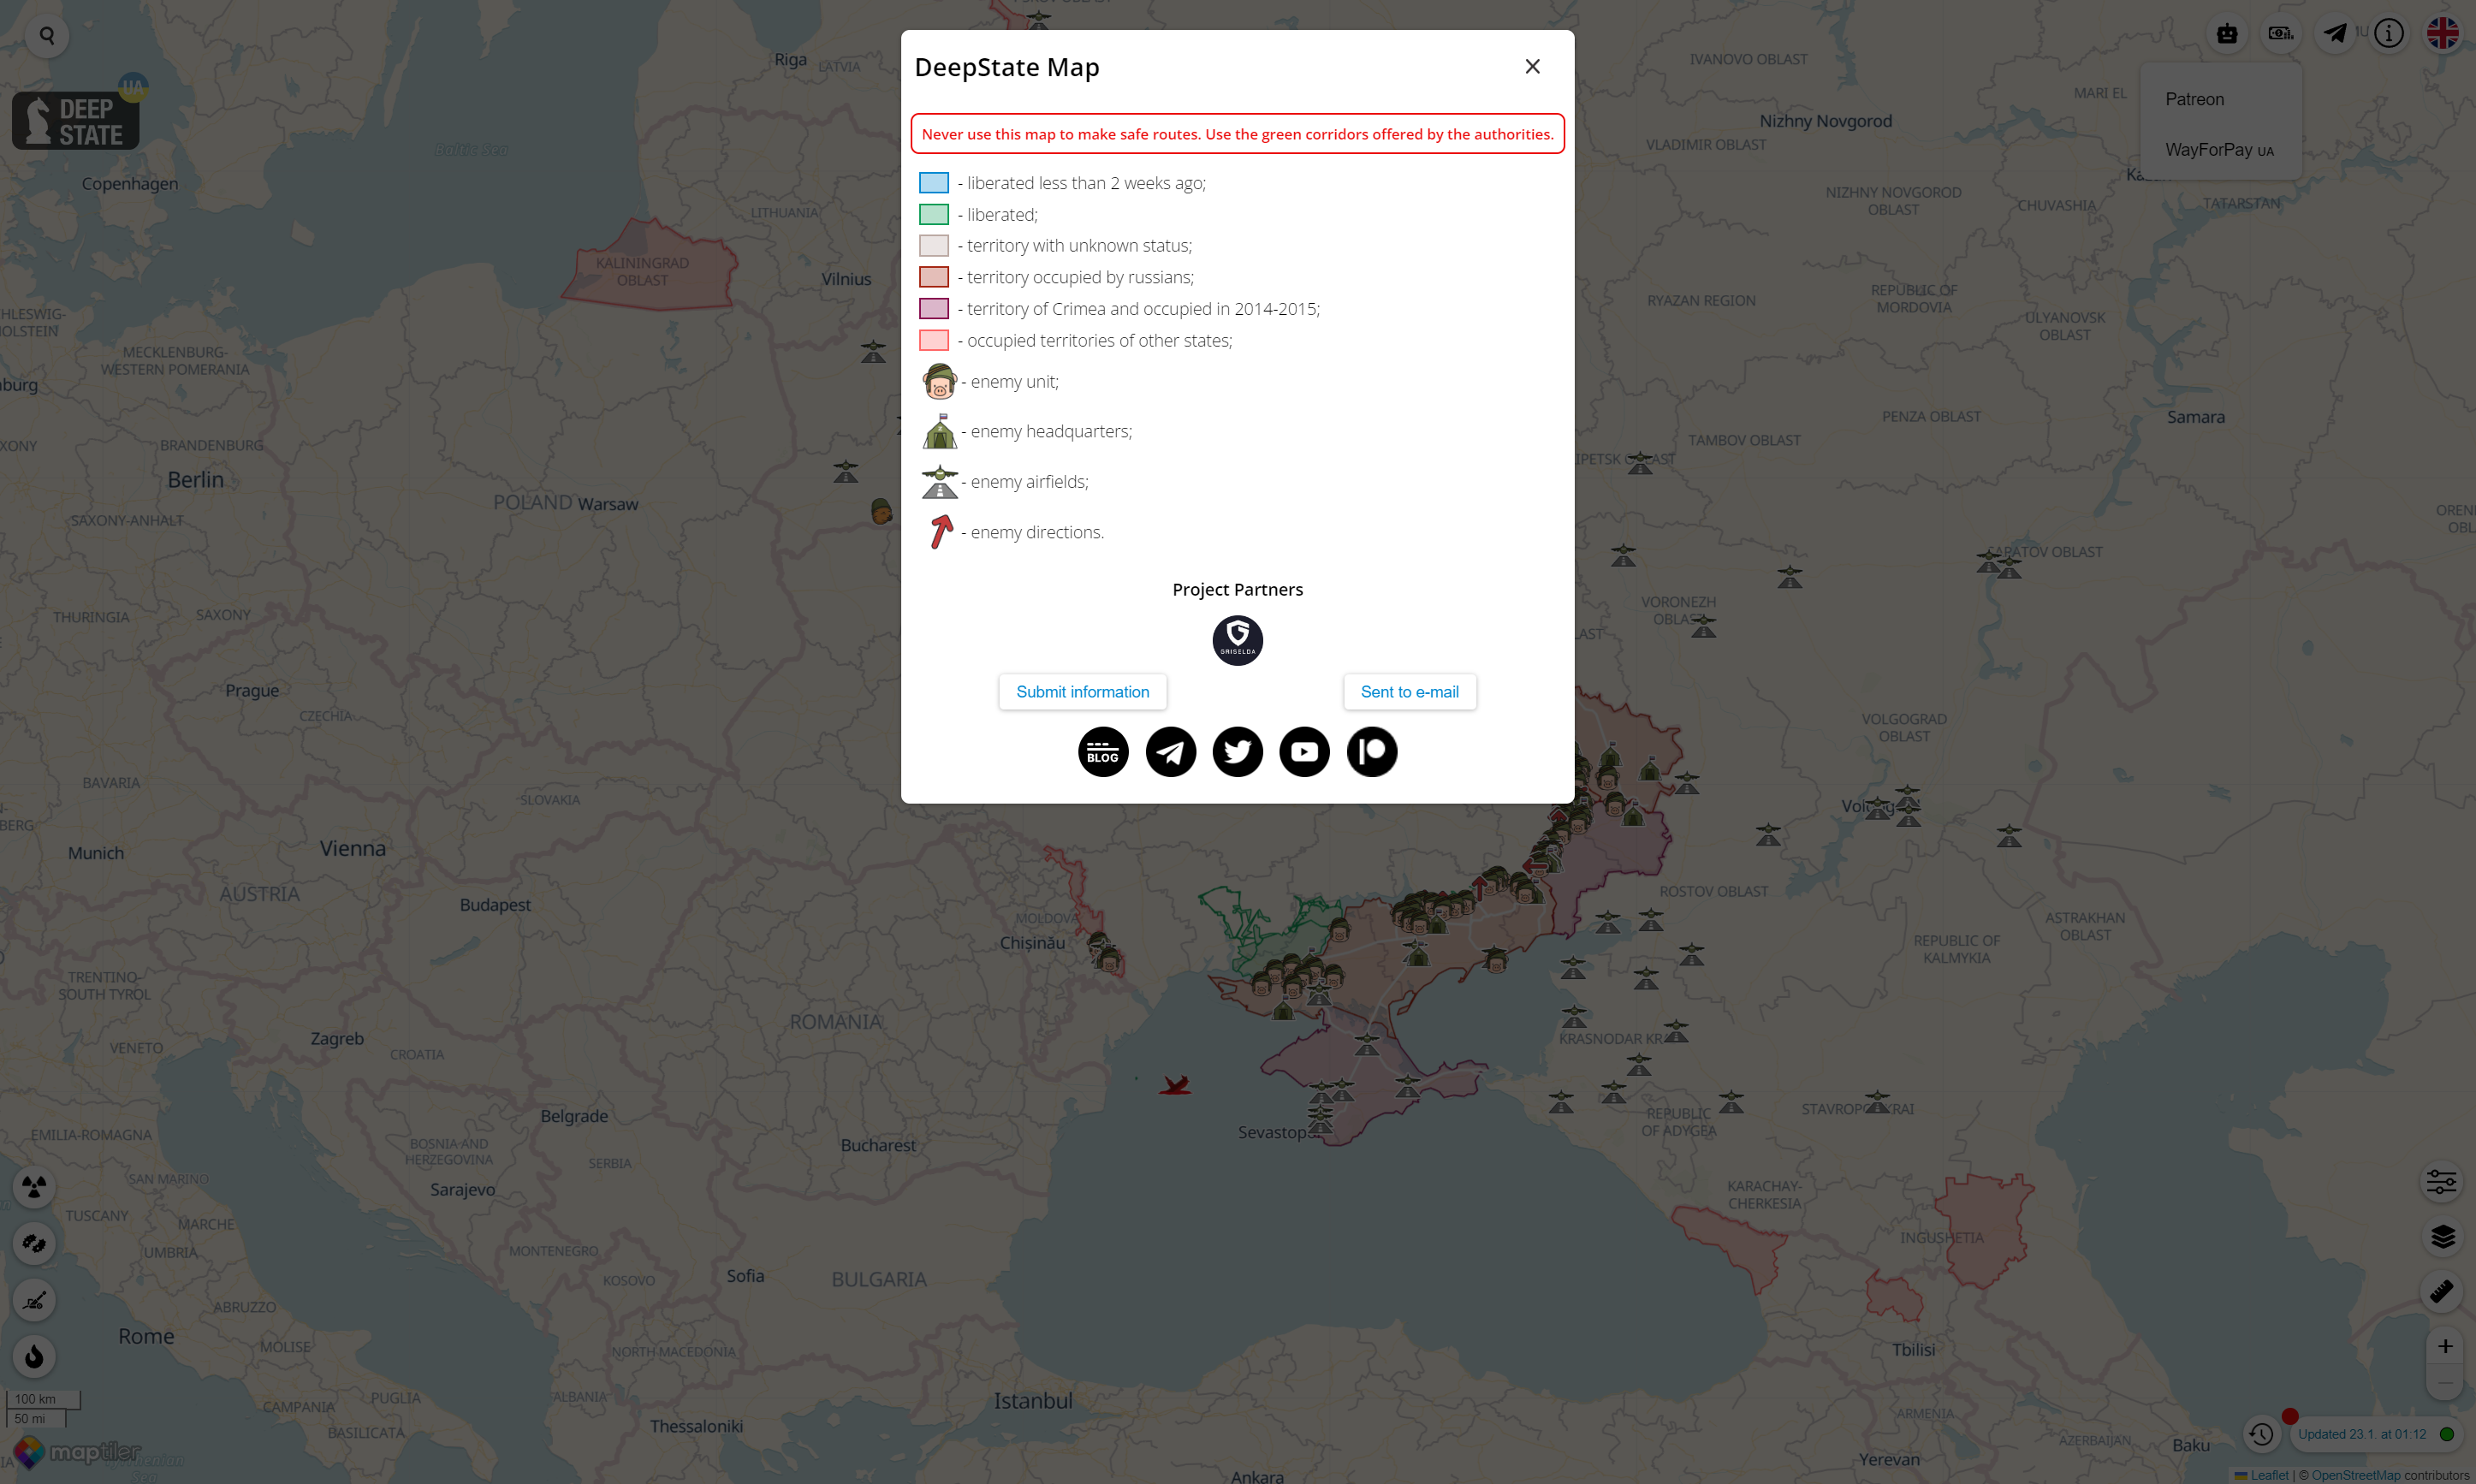 DeepState Map
Never use this map to make safe routes. Use the green corridors offered by the authorities.
- liberated less than 2 weeks ago;
- liberated;
- territory with unknown status;
- territory occupied by russians;
- territory of Crimea and occupied in 2014-2015;
- occupied territories of other states;
- enemy unit;
- enemy headquarters;
- enemy airfields;
- enemy directions.
Project Partners
GRISELDA
Submit information
Sent to e-mail
BLOG
UA
DEEP
STATE
Patreon
WayForPay UA
Riga
LATVIA
IVANOVO OBLAST
MARI EL
Nizhny Novgorod
VLADIMIR OBLAST
Baltic Sea
Copenhagen
NIZHNY NOVGOROD
OBLAST
CHUVASHIA
TATARSTAN
LITHUANIA
KALININGRAD
OBLAST
Vilnius
RYAZAN REGION
REPUBLIC OF
MORDOVIA
ULYANOVSK
OBLAST
MECKLENBURG-
WESTERN POMERANIA
PENZA OBLAST
Samara
BRANDENBURG
TAMBOV OBLAST
Berlin
POLAND
Warsaw
SAXONY-ANHALT
SARATOV OBLAST
THURINGIA
SAXONY
VORONEZH
Prague
CZECHIA
VOLGOGRAD
OBLAST
BAVARIA
SLOVAKIA
Munich
Vienna
AUSTRIA
ROSTOV OBLAST
Budapest
MOLDOVA
Chișinău
ASTRAKHAN
OBLAST
REPUBLIC OF
KALMYKIA
TRENTINO-
SOUTH TYROL
ROMANIA
Zagreb
VENETO
CROATIA
KRASNODAR
Belgrade
EMILIA-ROMAGNA
BOSNIA AND
HERZEGOVINA
SERBIA
Bucharest
REPUBLIC
OF ADYGEA
SAN MARINO
Sarajevo
KARACHAY-
CHERKESIA
TUSCANY
MARCHE
UMBRIA
MONTENEGRO
KOSOVO
Sofia
BULGARIA
INGUSHETIA
ABRUZZO
Rome
MOLISE
NORTH MACEDONIA
Tbilisi
ALBANIA
PUGLIA
CAMPANIA
BASILICATA
Istanbul
Thessaloniki
ARMENIA
AZERBAIJAN
Baku
Yerevan
Ankara
100 km
50 mi
maptiler
+
−
Updated 23.1. at 01:12
Leaflet | © OpenStreetMap contributors